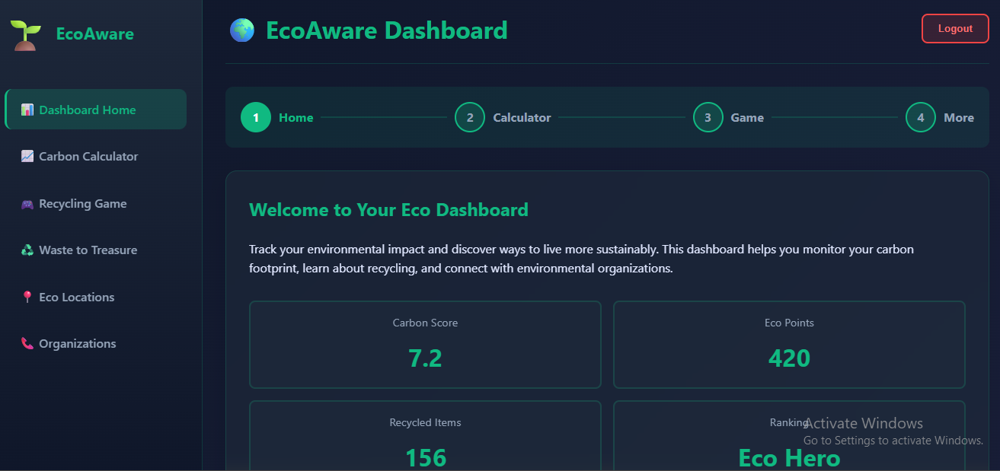 EcoAware
Dashboard Home
Carbon Calculator
Recycling Game
Waste to Treasure
Eco Locations
Organizations
EcoAware Dashboard
Logout
1 Home 2 Calculator 3 Game 4 More
Welcome to Your Eco Dashboard
Track your environmental impact and discover ways to live more sustainably. This dashboard helps you monitor your carbon
footprint, learn about recycling, and connect with environmental organizations.
Carbon Score
7.2
Eco Points
420
Recycled Items
156
Ranking
Eco Hero
Activate Windows
Go to Settings to activate Windows.